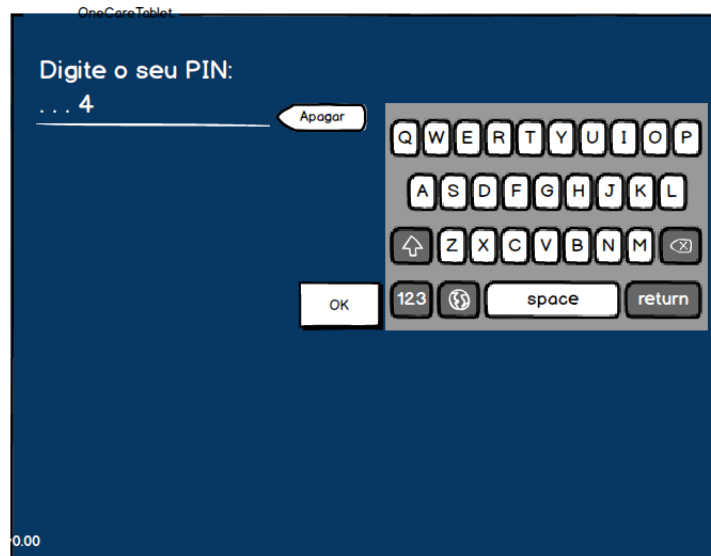 OneCareTablet
Digite o seu PIN:
. . . 4
Apagar
Q W E R T Y U I O P
A S D F G H J K L
Z X C V B N M
OK
123 space return
0.00